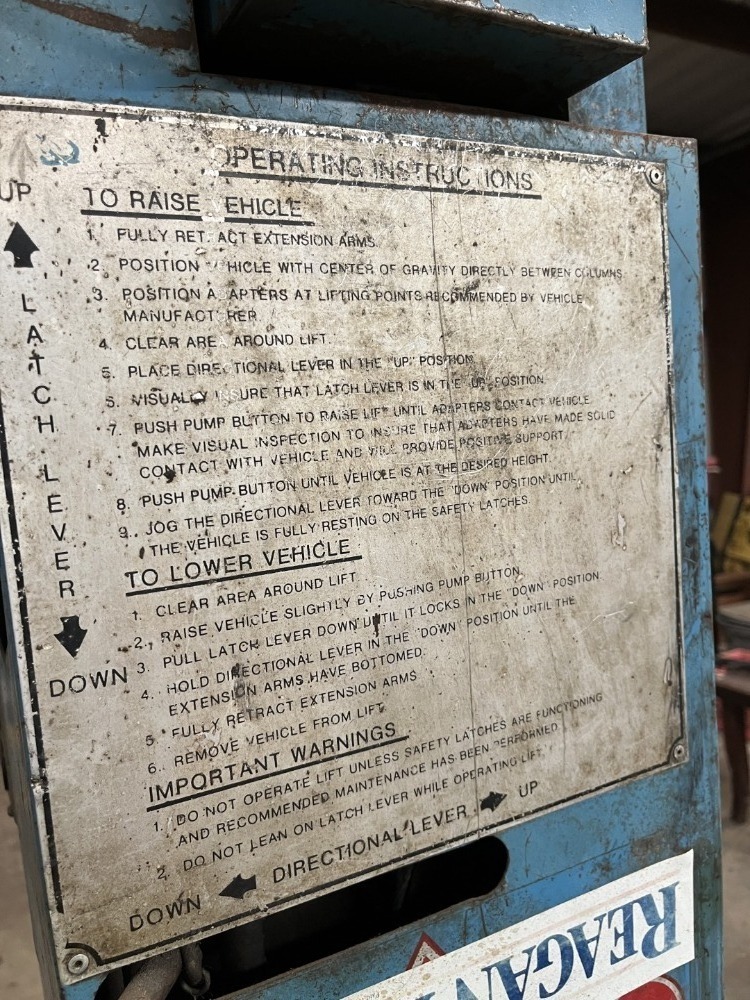 OPERATING INSTRUCTIONS
UP
LATCH LEVER
DOWN
TO RAISE EHICLE
1. FULLY RET ACT EXTENSION ARMS.
2. POSITION HICLE WITH CENTER OF GRAVITY DIRECTLY BETWEEN COLUMNS
3. POSITION A APTERS AT LIFTING POINTS RECOMMENDED BY VEHICLE
MANUFACT RER.
4. CLEAR ARE AROUND LIFT.
5. PLACE DIRECTIONAL LEVER IN THE "UP" POSITION.
6. VISUALLY INSURE THAT LATCH LEVER IS IN THE "UP" POSITION.
7. PUSH PUMP BUTTON TO RAISE LIFT UNTIL ADAPTERS CONTACT VEHICLE.
MAKE VISUAL INSPECTION TO INSURE THAT ADAPTERS HAVE MADE SOLID
CONTACT WITH VEHICLE AND WILL PROVIDE POSITIVE SUPPORT.
8. PUSH PUMP BUTTON UNTIL VEHICLE IS AT THE DESIRED HEIGHT.
9. JOG THE DIRECTIONAL LEVER TOWARD THE "DOWN" POSITION UNTIL
THE VEHICLE IS FULLY RESTING ON THE SAFETY LATCHES.
TO LOWER VEHICLE
1. CLEAR AREA AROUND LIFT.
2. RAISE VEHICLE SLIGHTLY BY PUSHING PUMP BUTTON.
3. PULL LATCH LEVER DOWN UNTIL IT LOCKS IN THE "DOWN" POSITION.
4. HOLD DIRECTIONAL LEVER IN THE "DOWN" POSITION UNTIL THE
EXTENSION ARMS HAVE BOTTOMED.
5. FULLY RETRACT EXTENSION ARMS
6. REMOVE VEHICLE FROM LIFT.
IMPORTANT WARNINGS
1. DO NOT OPERATE LIFT UNLESS SAFETY LATCHES ARE FUNCTIONING
AND RECOMMENDED MAINTENANCE HAS BEEN PERFORMED.
2. DO NOT LEAN ON LATCH LEVER WHILE OPERATING LIFT.
DOWN DIRECTIONAL LEVER UP
REAGAN